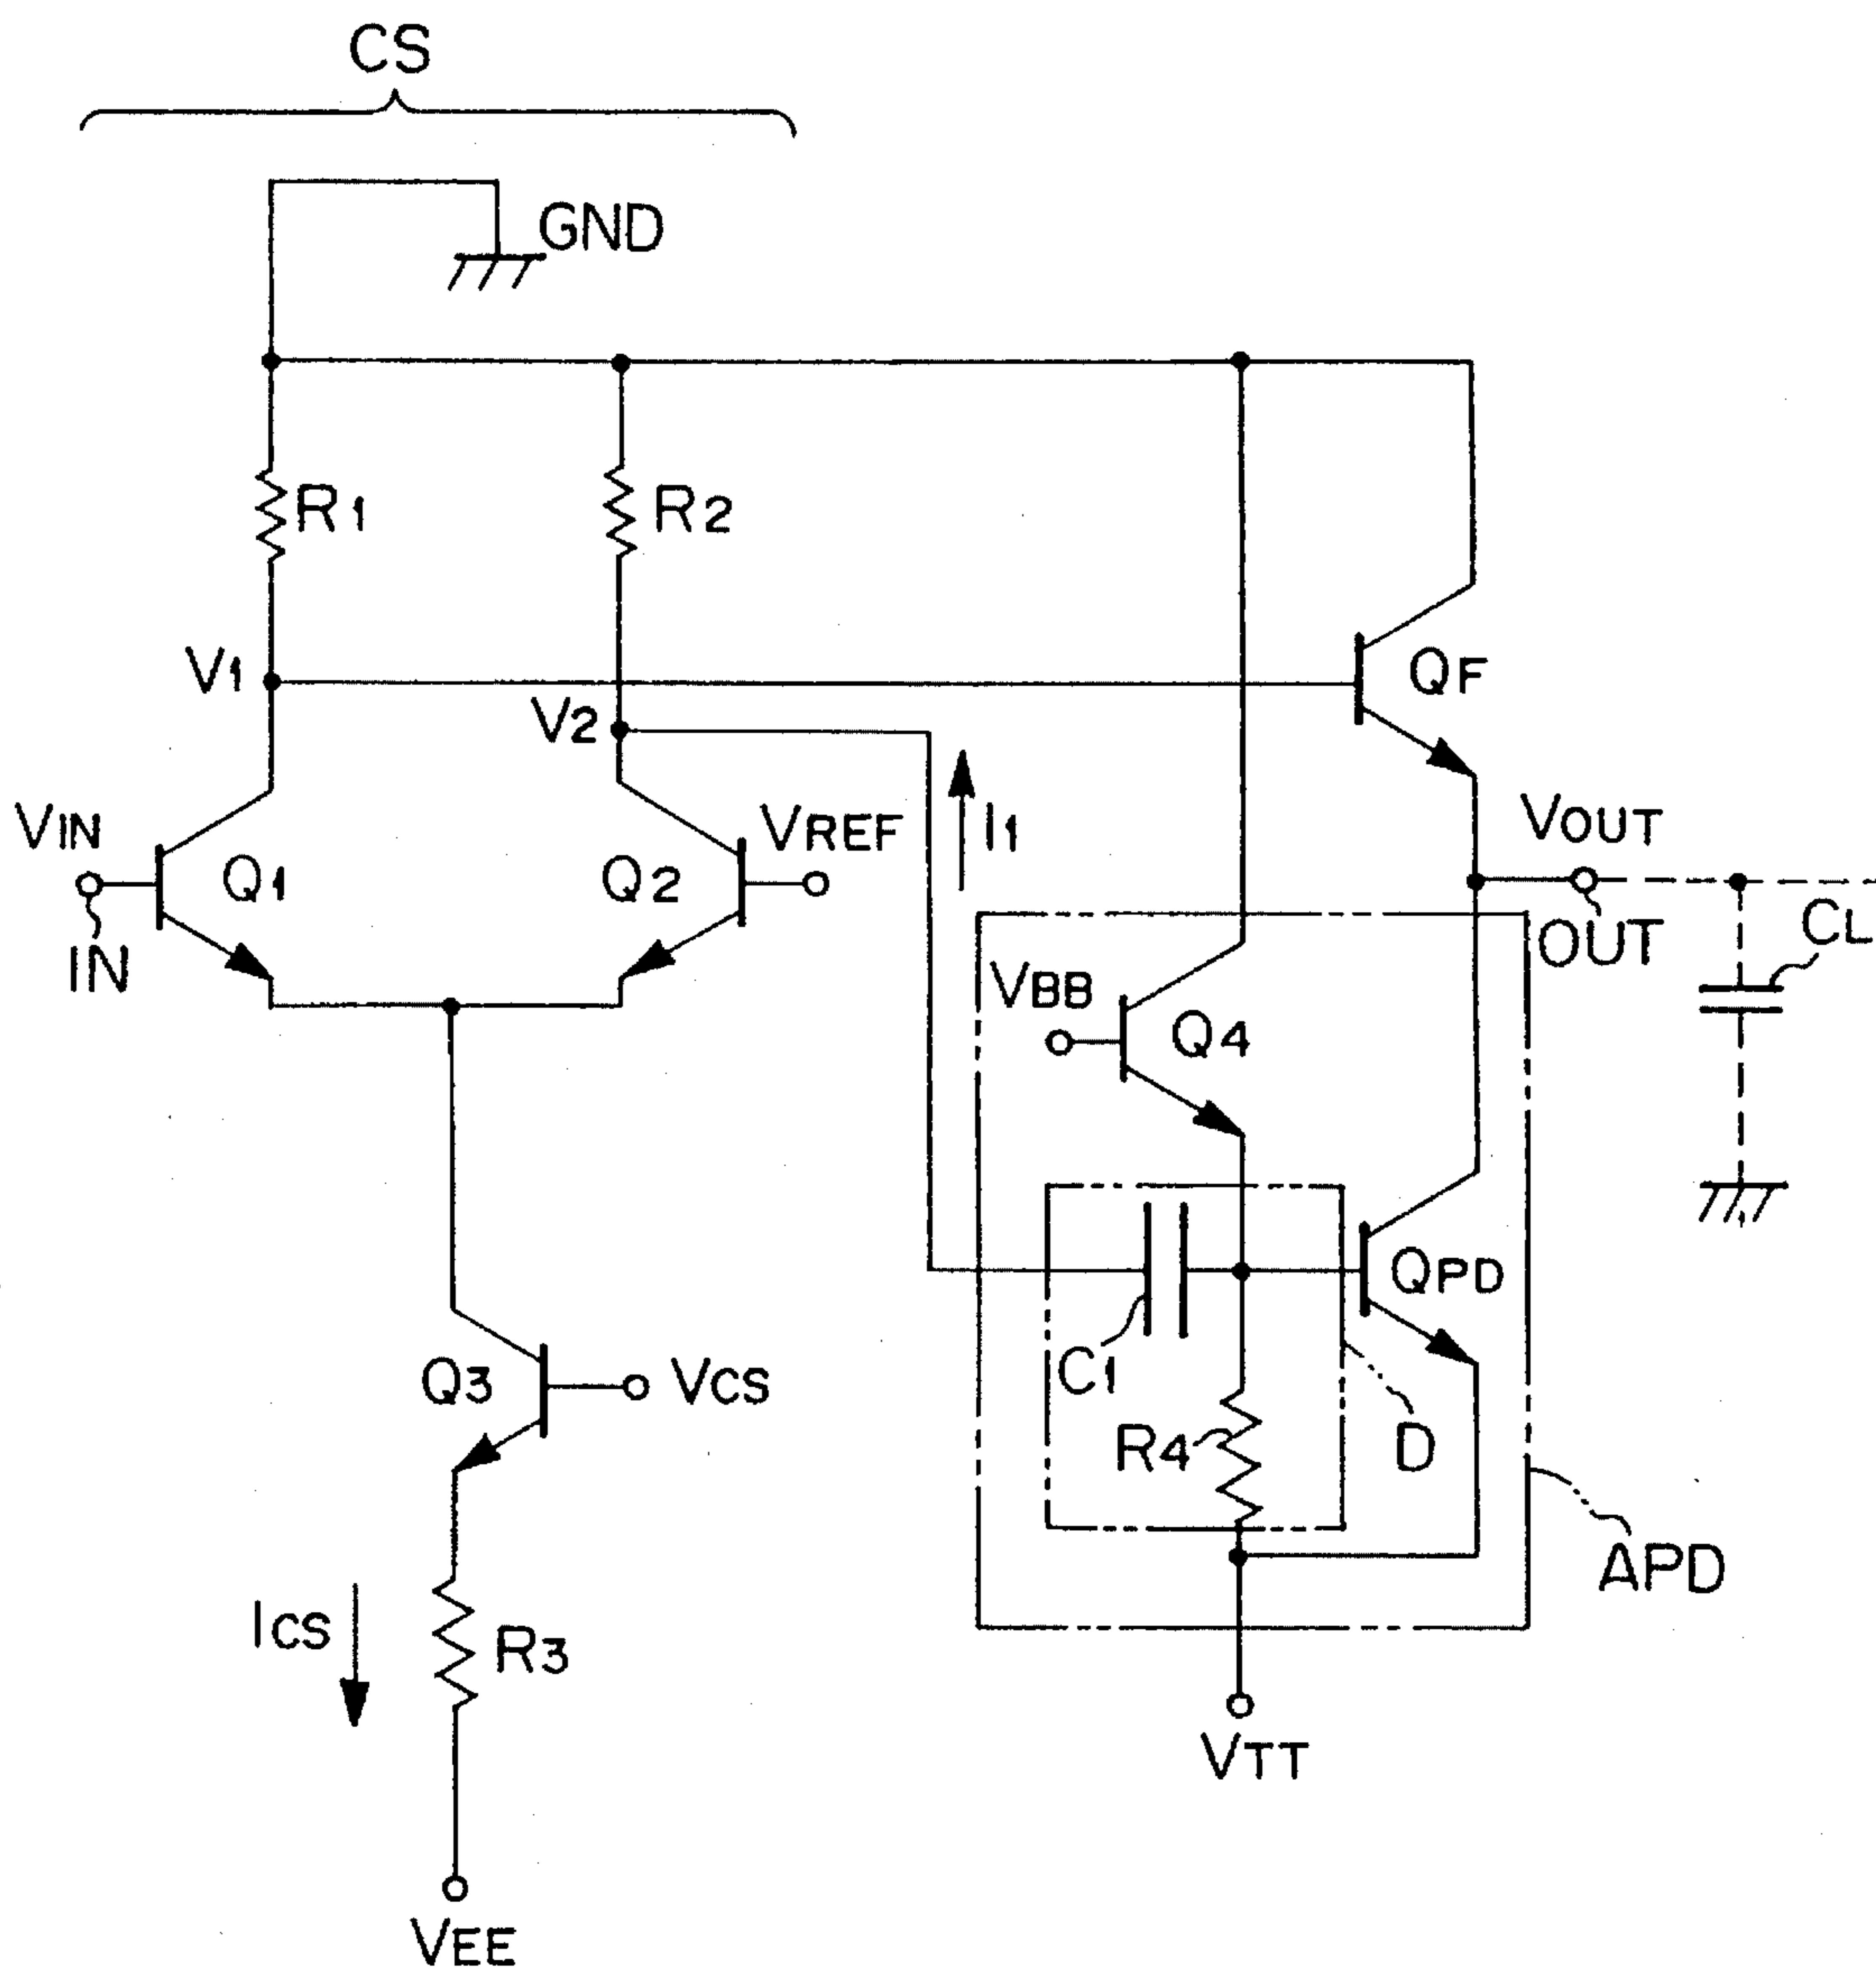 CS
GND
R1
R2
V1
QF
V2
VIN
Q1
Q2
VREF
I1
VOUT
IN
OUT
CL
VBB
Q4
QPD
C1
Q3
VCS
R4
D
APD
ICS
R3
VTT
VEE